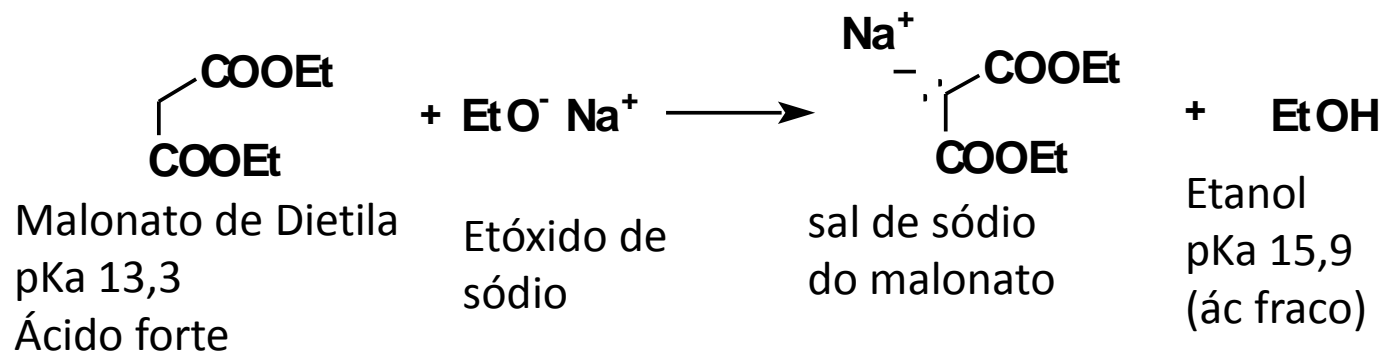 COOEt
COOEt
+ EtO⁻ Na⁺
Na⁺
–
COOEt
COOEt
+ EtOH
Malonato de Dietila
pKa 13,3
Ácido forte
Etóxido de
sódio
sal de sódio
do malonato
Etanol
pKa 15,9
(ác fraco)